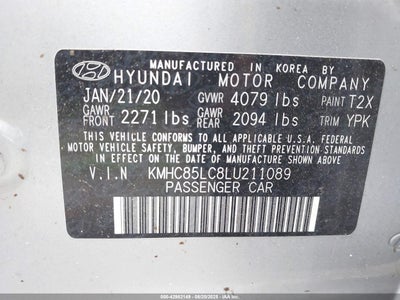 MANUFACTURED IN KOREA BY
HYUNDAI MOTOR COMPANY
JAN/21/20 GVWR 4079 lbs PAINT T2X
GAWR FRONT 2271 lbs GAWR REAR 2094 lbs TRIM YPK
THIS VEHICLE CONFORMS TO ALL APPLICABLE U.S.A. FEDERAL
MOTOR VEHICLE SAFETY, BUMPER, AND THEFT PREVENTION
STANDARDS IN EFFECT ON THE DATE OF MANUFACTURE SHOWN ABOVE.
V.I.N KMHC85LC8LU211089
PASSENGER CAR